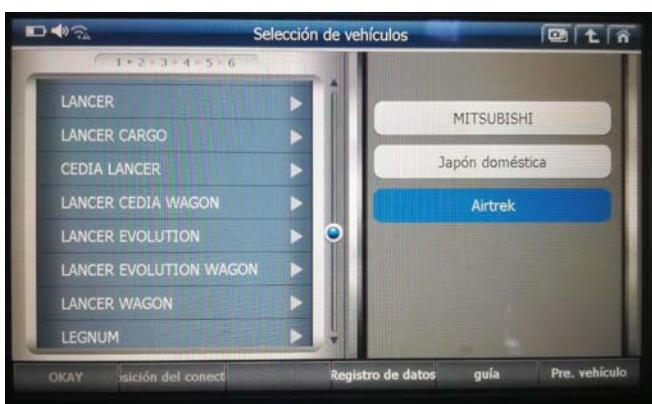 Selección de vehículos
1 2 3 4 5 6
LANCER
LANCER CARGO
CEDIA LANCER
LANCER CEDIA WAGON
LANCER EVOLUTION
LANCER EVOLUTION WAGON
LANCER WAGON
LEGNUM
MITSUBISHI
Japón doméstica
Airtrek
OKAY
sición del conect
Registro de datos
guía
Pre. vehículo